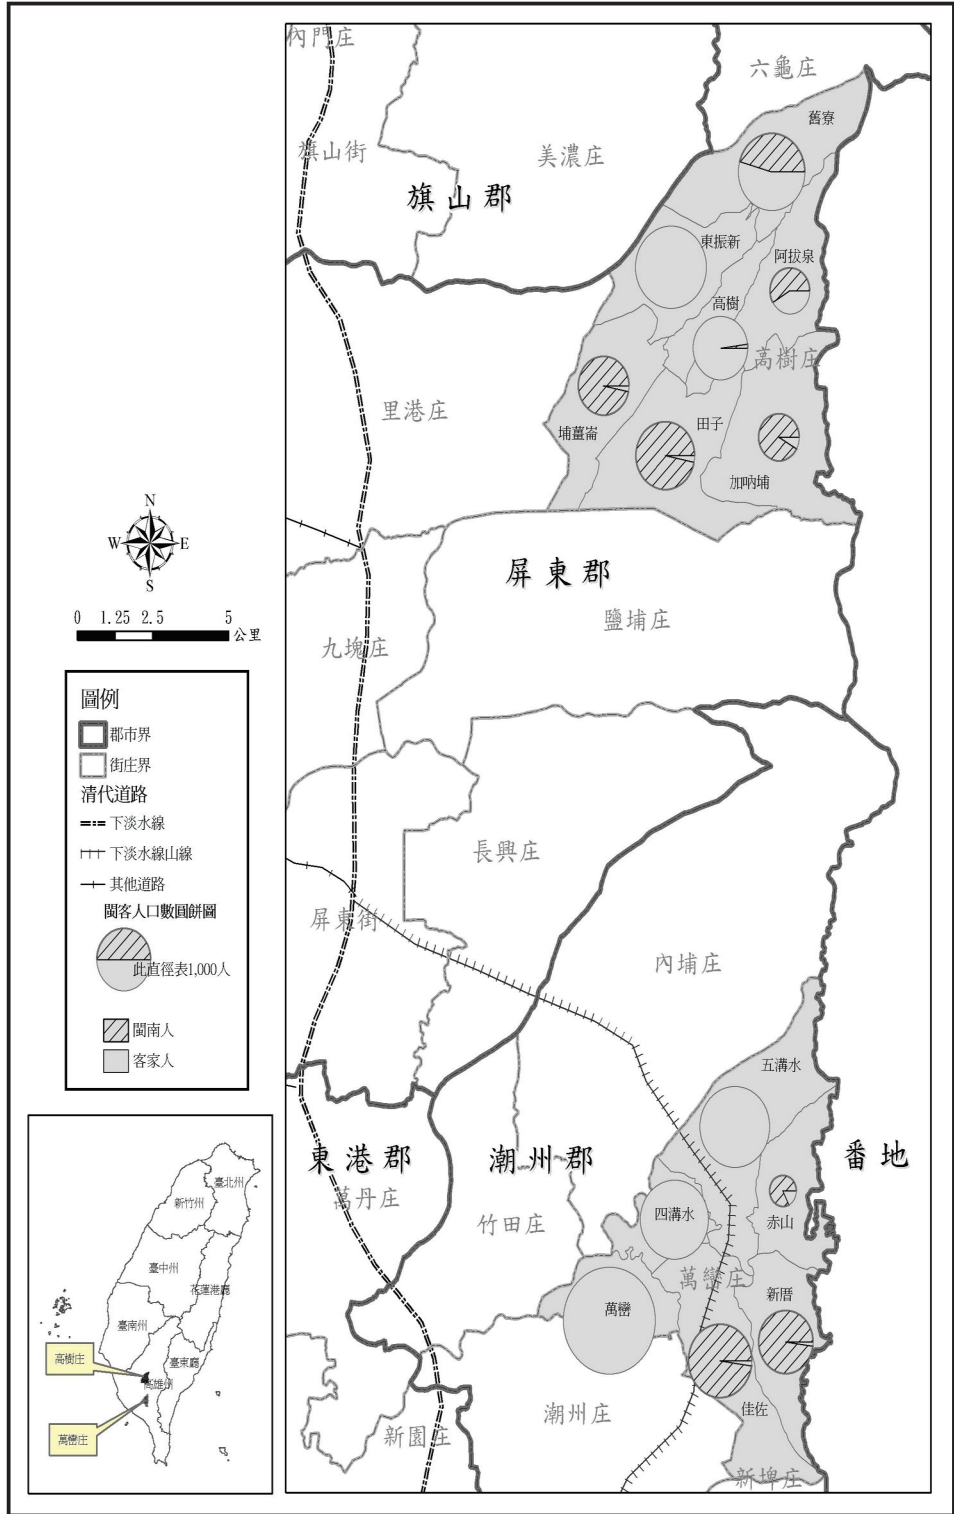 內門庄
六龜庄
舊寮
旗山街
美濃庄
旗山郡
東振新
阿拔泉
高樹
高樹庄
里港庄
埔薑崙
田子
加吶埔
N
W
E
S
0 1.25 2.5 5
公里
屏東郡
鹽埔庄
九塊庄
圖例
郡市界
街庄界
清代道路
下淡水線
下淡水線山線
其他道路
閩客人口數圓餅圖
此直徑表1,000人
閩南人
客家人
長興庄
屏東街
內埔庄
五溝水
東港郡
潮州郡
番地
萬丹庄
竹田庄
四溝水
赤山
萬巒庄
新厝
萬巒
佳佐
潮州庄
新園庄
新埤庄
臺北州
新竹州
臺中州
花蓮港廳
臺南州
臺東廳
高雄州
高樹庄
萬巒庄